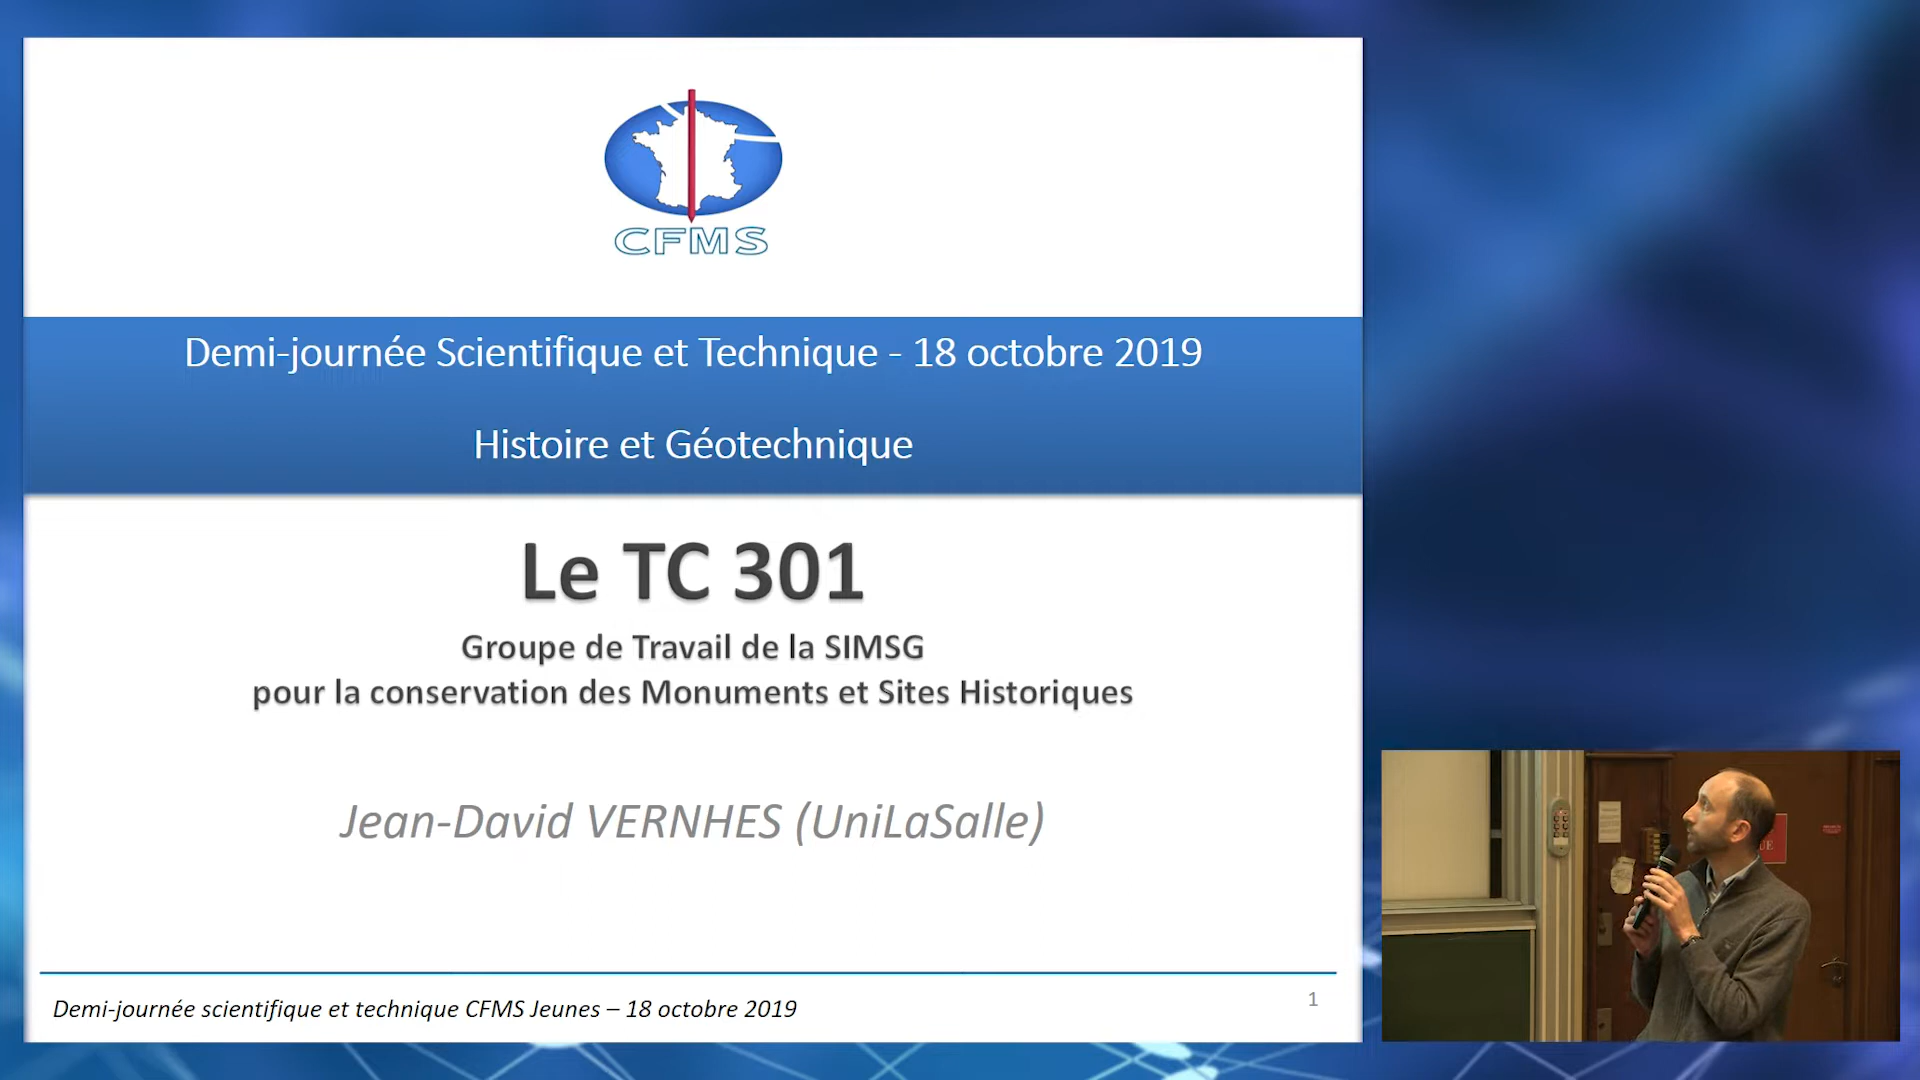 CFMS
Demi-journée Scientifique et Technique - 18 octobre 2019
Histoire et Géotechnique
Le TC 301
Groupe de Travail de la SIMSG
pour la conservation des Monuments et Sites Historiques
Jean-David VERNHES (UniLaSalle)
Demi-journée scientifique et technique CFMS Jeunes – 18 octobre 2019
1